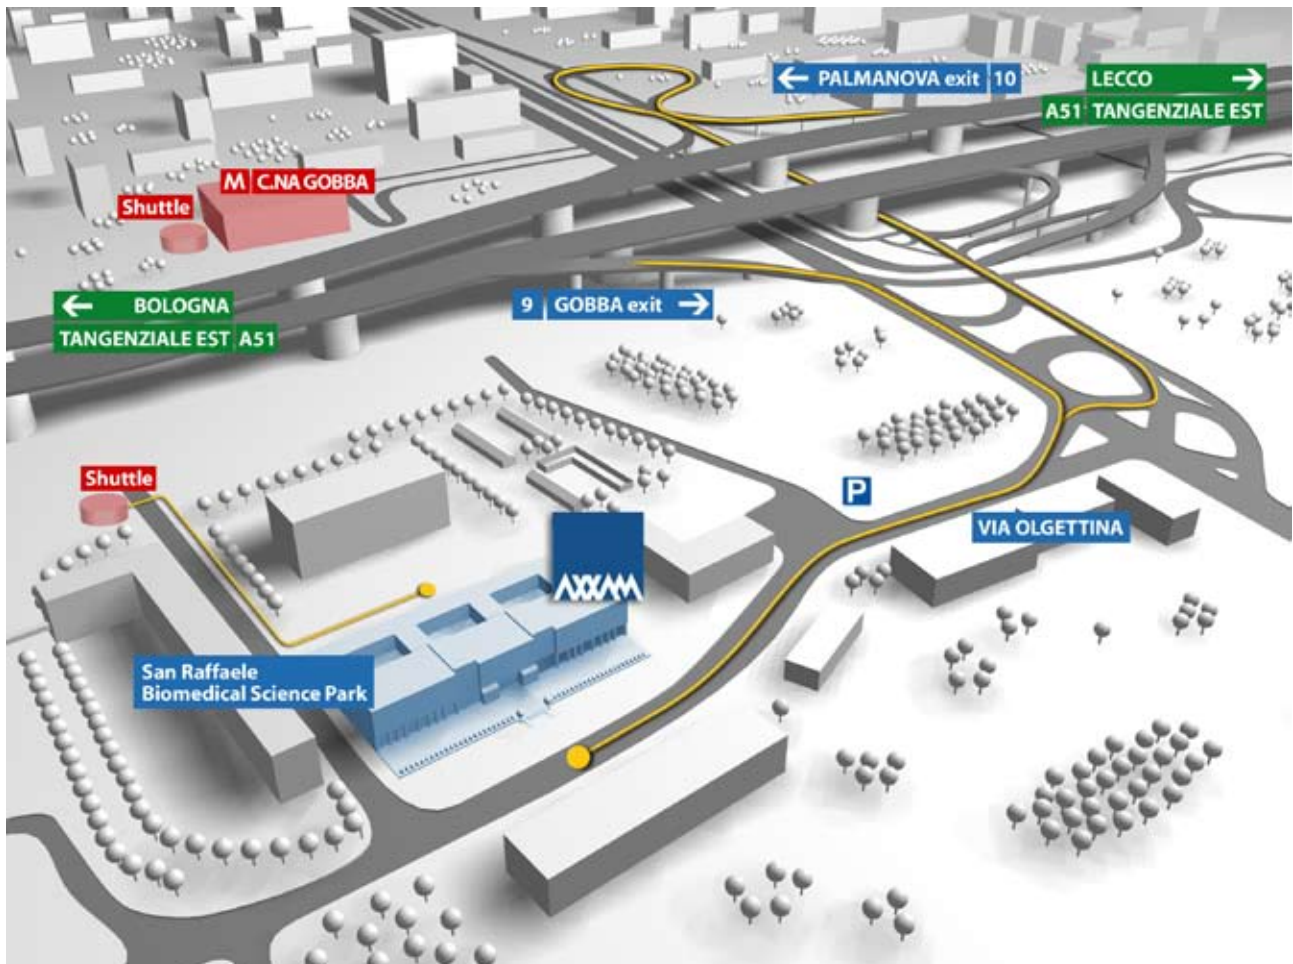 PALMANOVA exit 10
LECCO
A51 TANGENZIALE EST
M C.NA GOBBA
Shuttle
BOLOGNA
TANGENZIALE EST A51
9 GOBBA exit
Shuttle
P
VIA OLGETTINA
AXXAM
San Raffaele
Biomedical Science Park